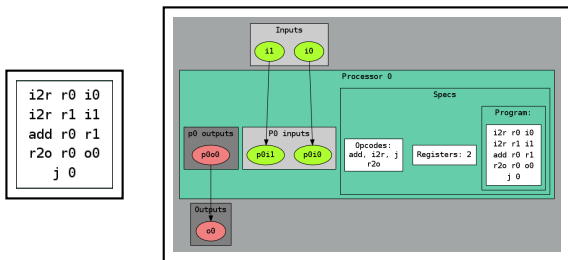 i2r r0 i0
i2r r1 i1
add r0 r1
r2o r0 o0
j 0
Inputs
i1
i0
Processor 0
Specs
p0 outputs
p0o0
P0 inputs
p0i1
p0i0
Opcodes:
add, i2r, j
r2o
Registers: 2
Program:
i2r r0 i0
i2r r1 i1
add r0 r1
r2o r0 o0
j 0
Outputs
o0